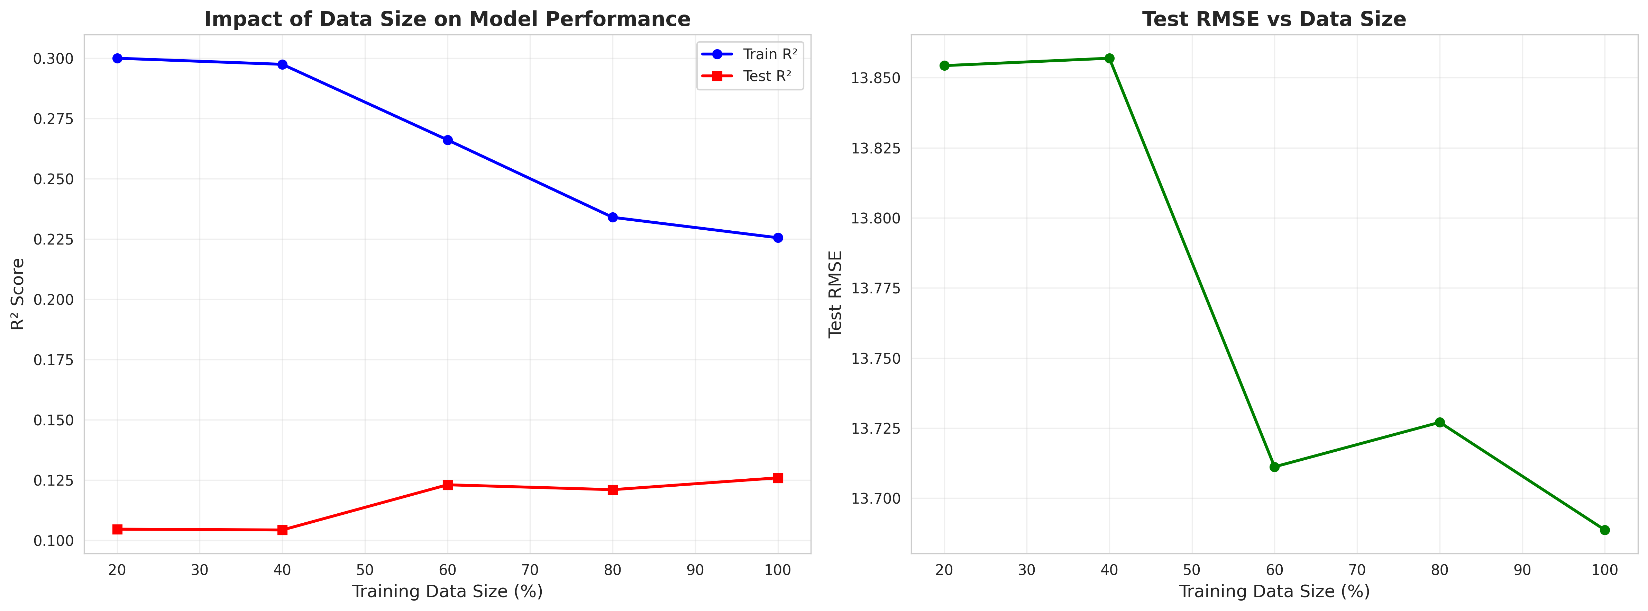 Impact of Data Size on Model Performance
R² Score
0.300
0.275
0.250
0.225
0.200
0.175
0.150
0.125
0.100
Train R²
Test R²
20 30 40 50 60 70 80 90 100
Training Data Size (%)
Test RMSE vs Data Size
Test RMSE
13.850
13.825
13.800
13.775
13.750
13.725
13.700
20 30 40 50 60 70 80 90 100
Training Data Size (%)